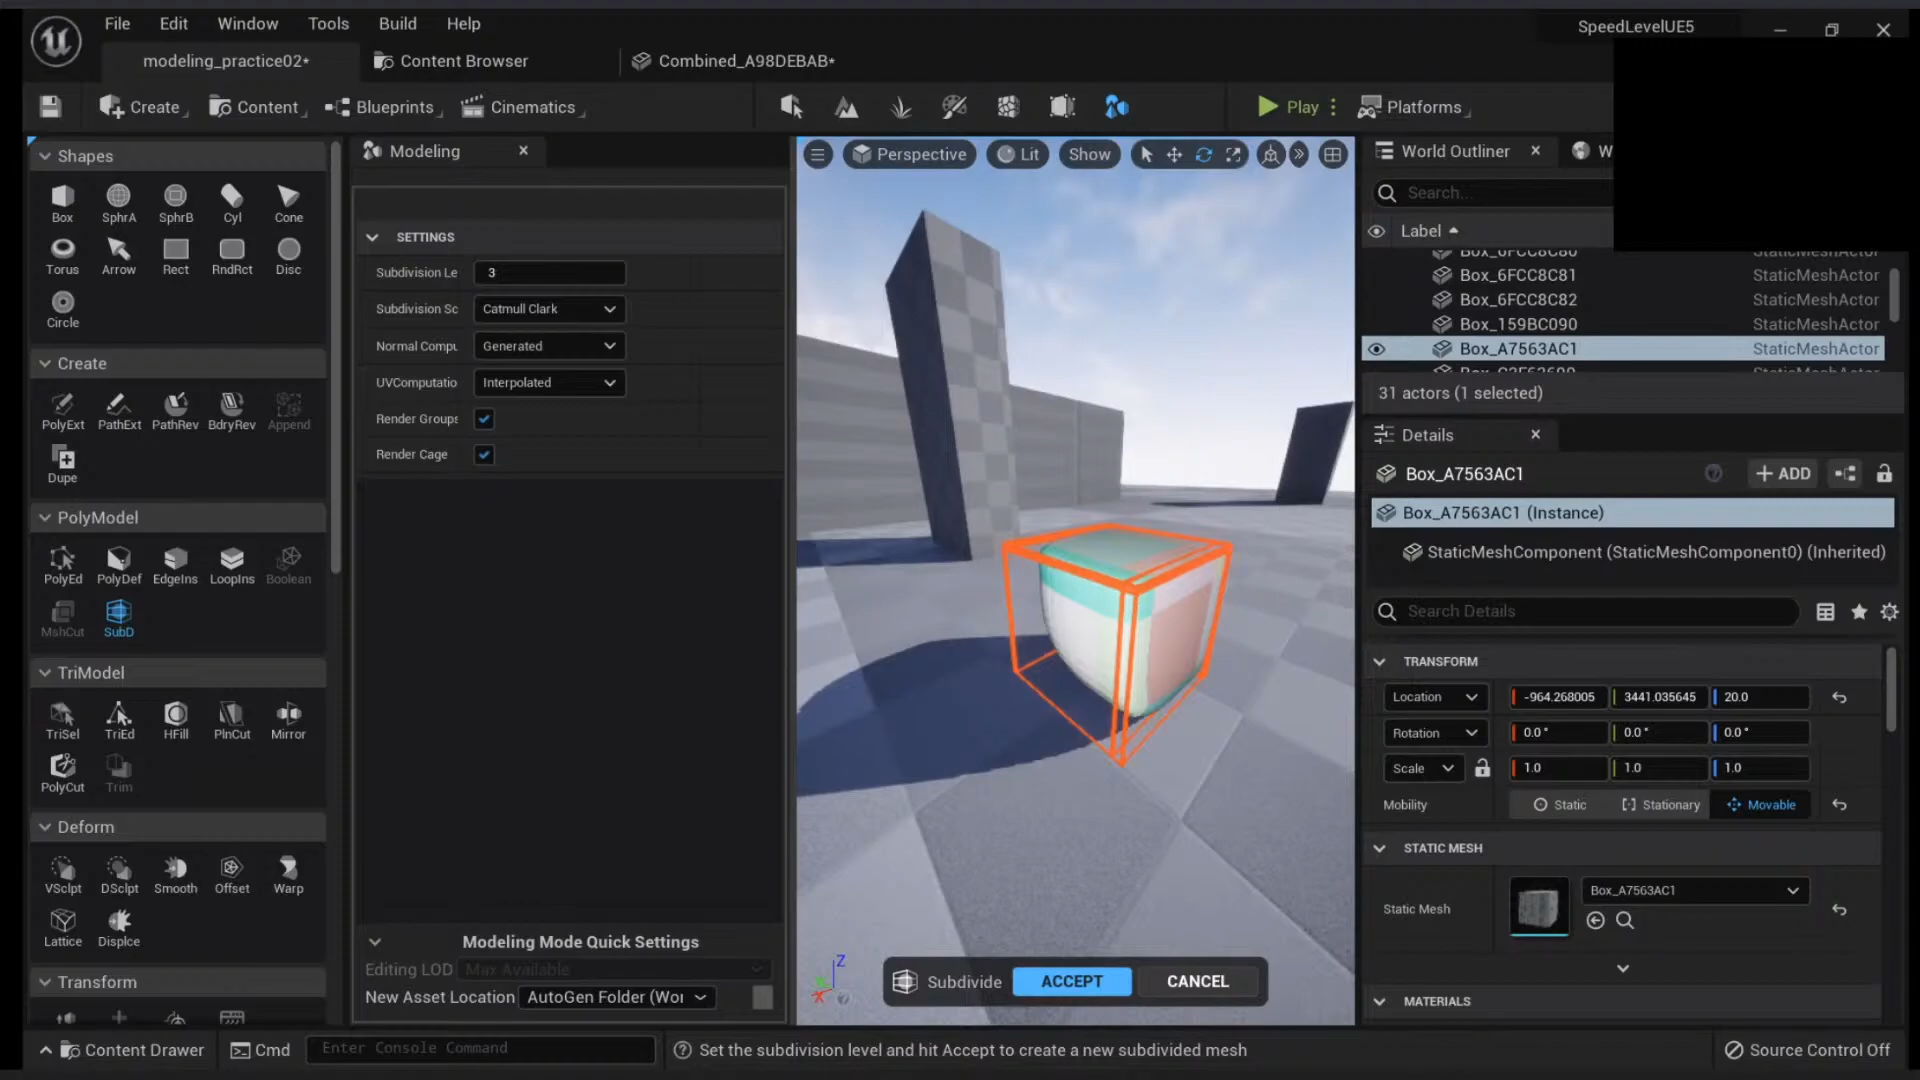 File Edit Window Tools Build Help
SpeedLevelUE5
modeling_practice02*
Content Browser
Combined_A98DEBAB*
Create
Content
Blueprints
Cinematics
Play
Platforms
Shapes
Box SphrA SphrB Cyl Cone
Torus Arrow Rect RndRct Disc
Circle
Create
PolyExt PathExt PathRev BdryRev Append
Dupe
PolyModel
PolyEd PolyDef EdgeIns LoopIns Boolean
MshCut SubD
TriModel
TriSel TriEd HFill PlnCut Mirror
PolyCut Trim
Deform
VSclpt DSclpt Smooth Offset Warp
Lattice Displce
Transform
Modeling
SETTINGS
Subdivision Le 3
Subdivision Sc Catmull Clark
Normal Compu Generated
UVComputatio Interpolated
Render Groups
Render Cage
Modeling Mode Quick Settings
Editing LOD Max Available
New Asset Location AutoGen Folder (Wor
Perspective
Lit
Show
Z
X
Subdivide
ACCEPT
CANCEL
World Outliner
W
Search...
Label
Box_6FCC8C80 StaticMeshActor
Box_6FCC8C81 StaticMeshActor
Box_6FCC8C82 StaticMeshActor
Box_159BC090 StaticMeshActor
Box_A7563AC1 StaticMeshActor
31 actors (1 selected)
Details
Box_A7563AC1
ADD
Box_A7563AC1 (Instance)
StaticMeshComponent (StaticMeshComponent0) (Inherited)
Search Details
TRANSFORM
Location -964.268005 3441.035645 20.0
Rotation 0.0° 0.0° 0.0°
Scale 1.0 1.0 1.0
Mobility Static Stationary Movable
STATIC MESH
Static Mesh
Box_A7563AC1
MATERIALS
Content Drawer
Cmd
Enter Console Command
Set the subdivision level and hit Accept to create a new subdivided mesh
Source Control Off